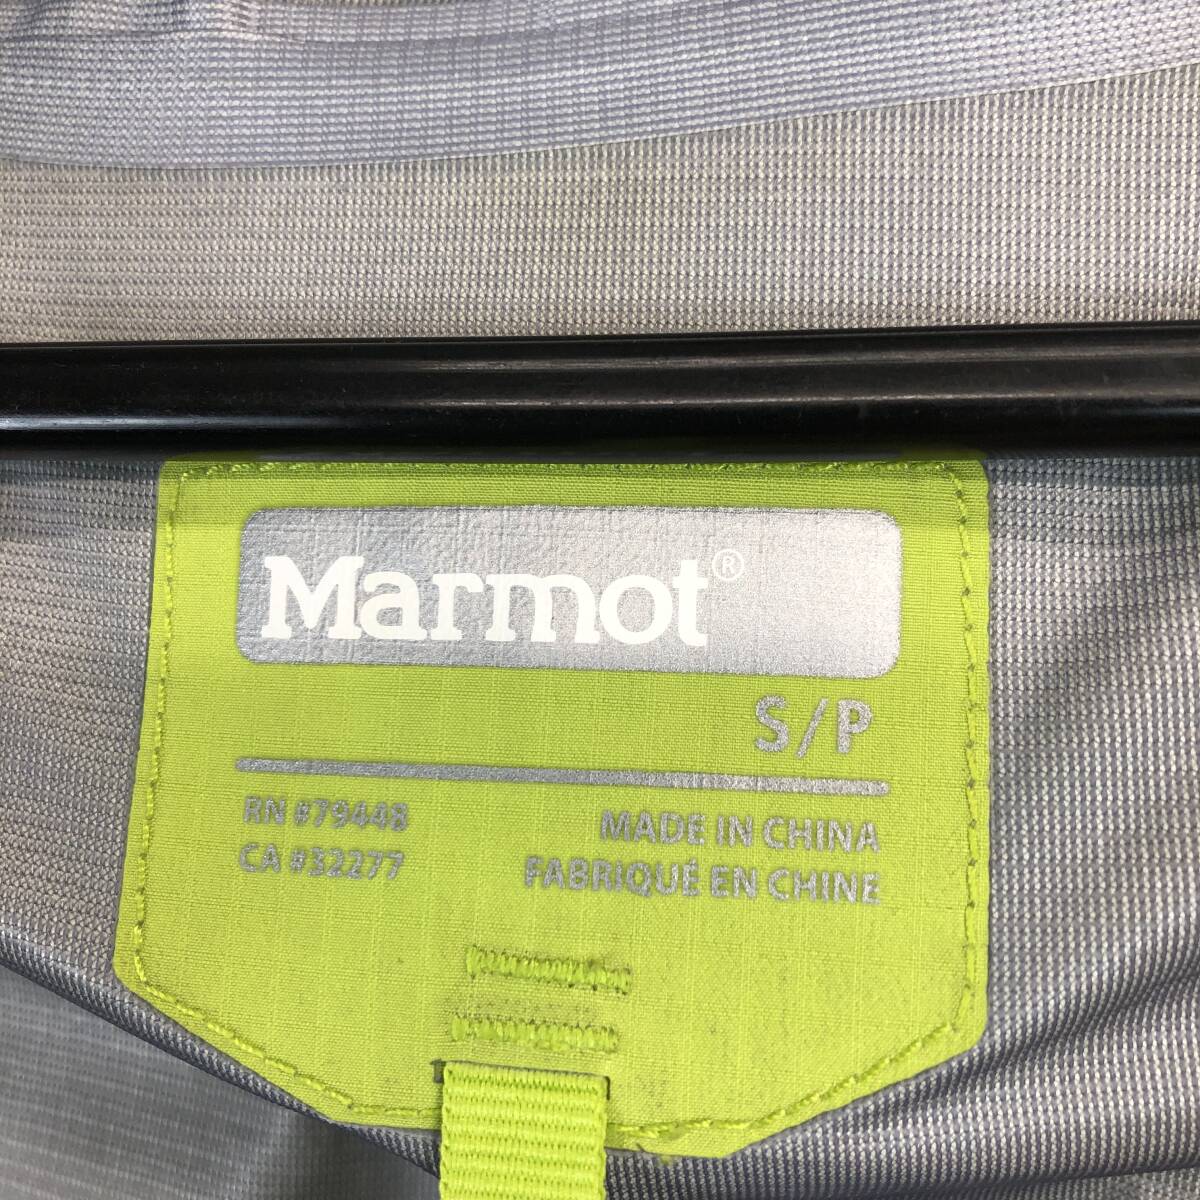 Marmot®
S/P
RN #79448
CA #32277
MADE IN CHINA
FABRIQUÉ EN CHINE